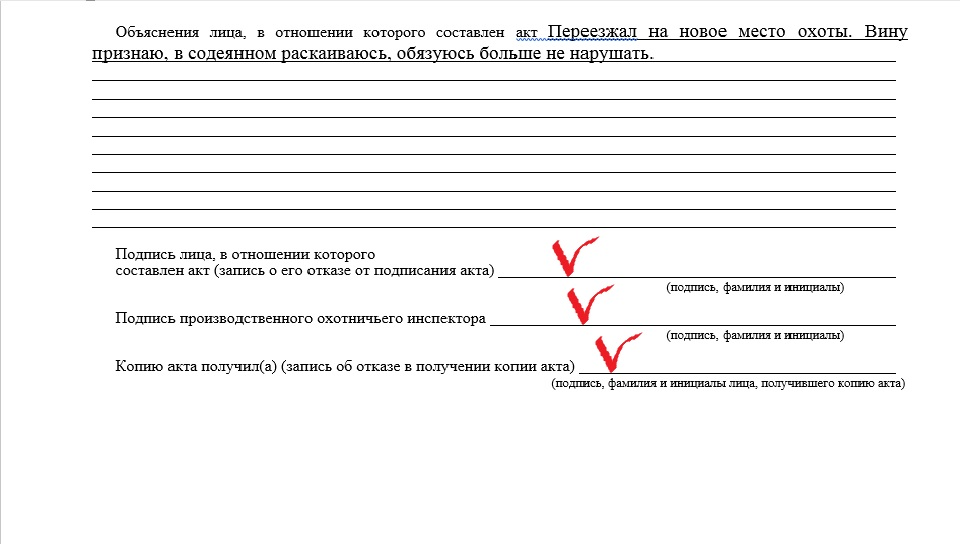 Объяснения лица, в отношении которого составлен акт Переезжал на новое место охоты. Вину
признаю, в содеянном раскаиваюсь, обязуюсь больше не нарушать.
Подпись лица, в отношении которого
составлен акт (запись о его отказе от подписания акта)
(подпись, фамилия и инициалы)
Подпись производственного охотничьего инспектора
(подпись, фамилия и инициалы)
Копию акта получил(а) (запись об отказе в получении копии акта)
(подпись, фамилия и инициалы лица, получившего копию акта)